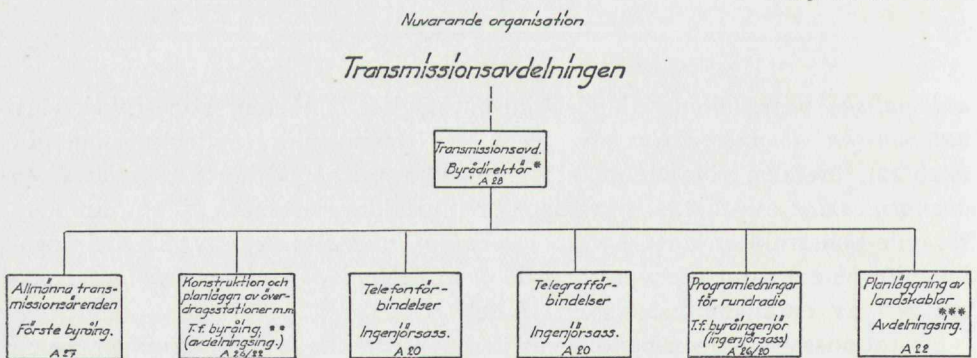 Nuvarande organisation
Transmissionsavdelningen
Transmissionsavd.
Byrådirektör*
A 28
Allmänna trans-
missionsärenden
Förste byråing.
A 27
Konstruktion och
planläggn av över-
dragsstationer m.m
T.f. byråing. **
(avdelningsing.)
A 26/22
Telefonför-
bindelser
Ingenjörsass.
A 20
Telegrafför-
bindelser
Ingenjörsass.
A 20
Programledningar
för rundradio
T.f. byråingenjör
(ingenjörsass)
A 26/20
Planläggning av
landskablar
***
Avdelningsing.
A 22